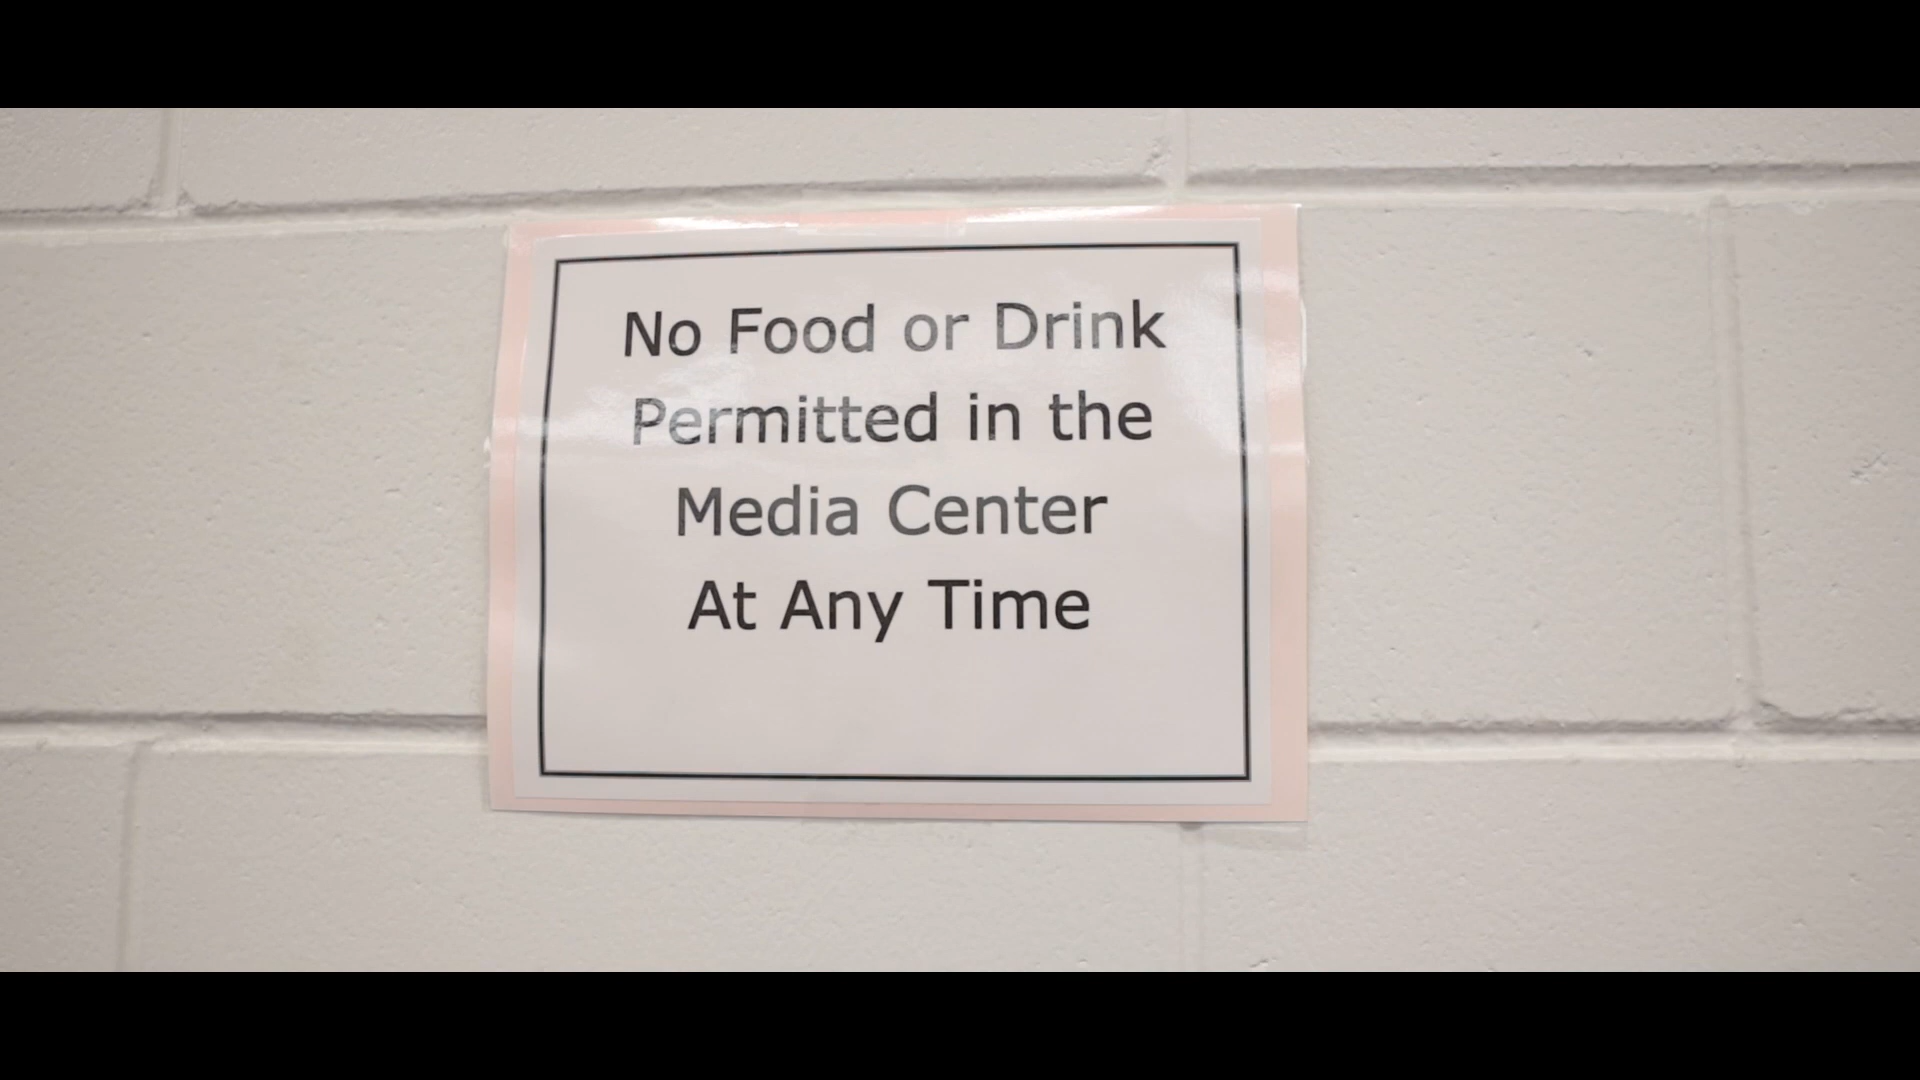 No Food or Drink
Permitted in the
Media Center
At Any Time